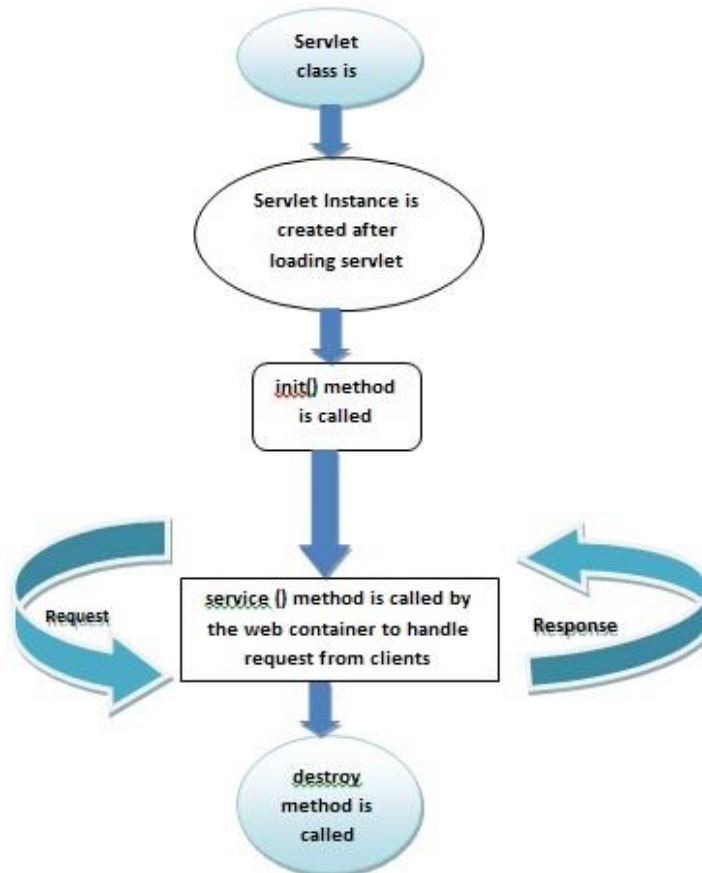 Servlet
class is
Servlet Instance is
created after
loading servlet
init() method
is called
service () method is called by
the web container to handle
request from clients
Request
Response
destroy
method is
called